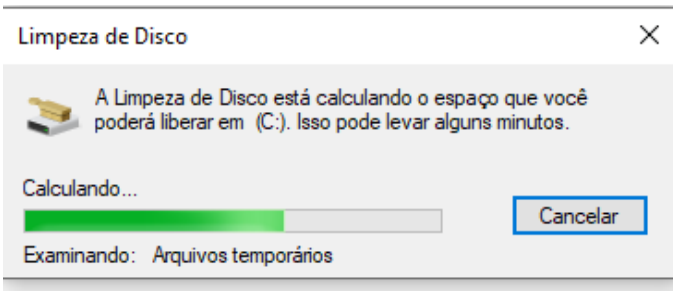 Limpeza de Disco
A Limpeza de Disco está calculando o espaço que você
poderá liberar em  (C:). Isso pode levar alguns minutos.
Calculando...
Cancelar
Examinando:   Arquivos temporários